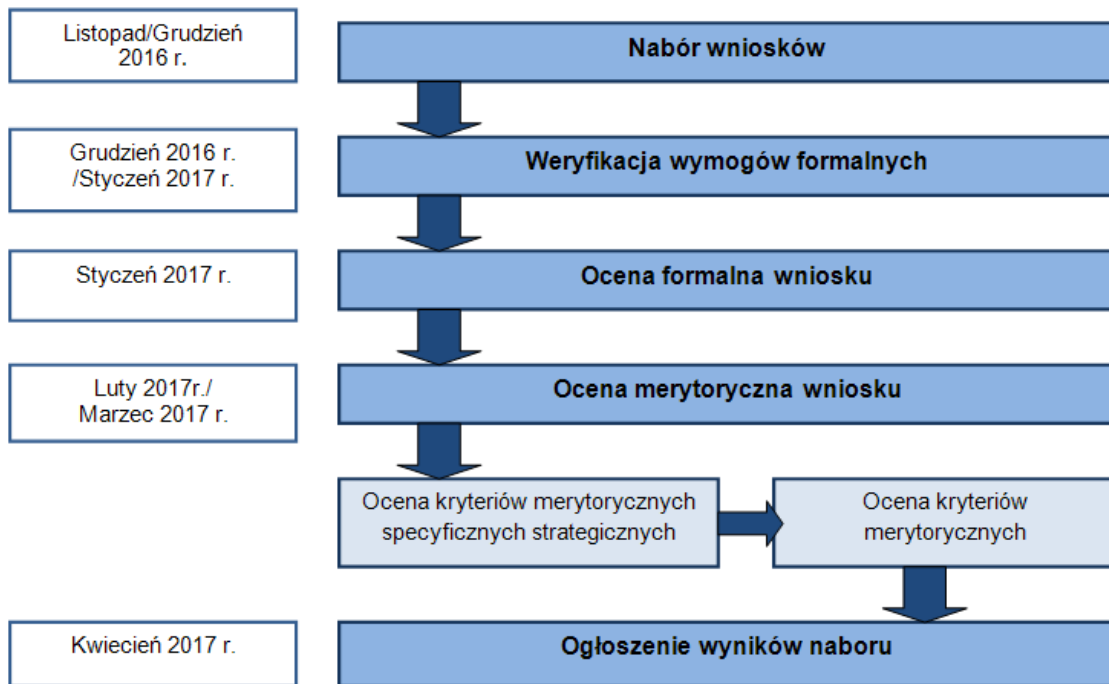 Listopad/Grudzień
2016 r.
Nabór wniosków
Grudzień 2016 r.
/Styczeń 2017 r.
Weryfikacja wymogów formalnych
Styczeń 2017 r.
Ocena formalna wniosku
Luty 2017r./
Marzec 2017 r.
Ocena merytoryczna wniosku
Ocena kryteriów merytorycznych
specyficznych strategicznych
Ocena kryteriów
merytorycznych
Kwiecień 2017 r.
Ogłoszenie wyników naboru